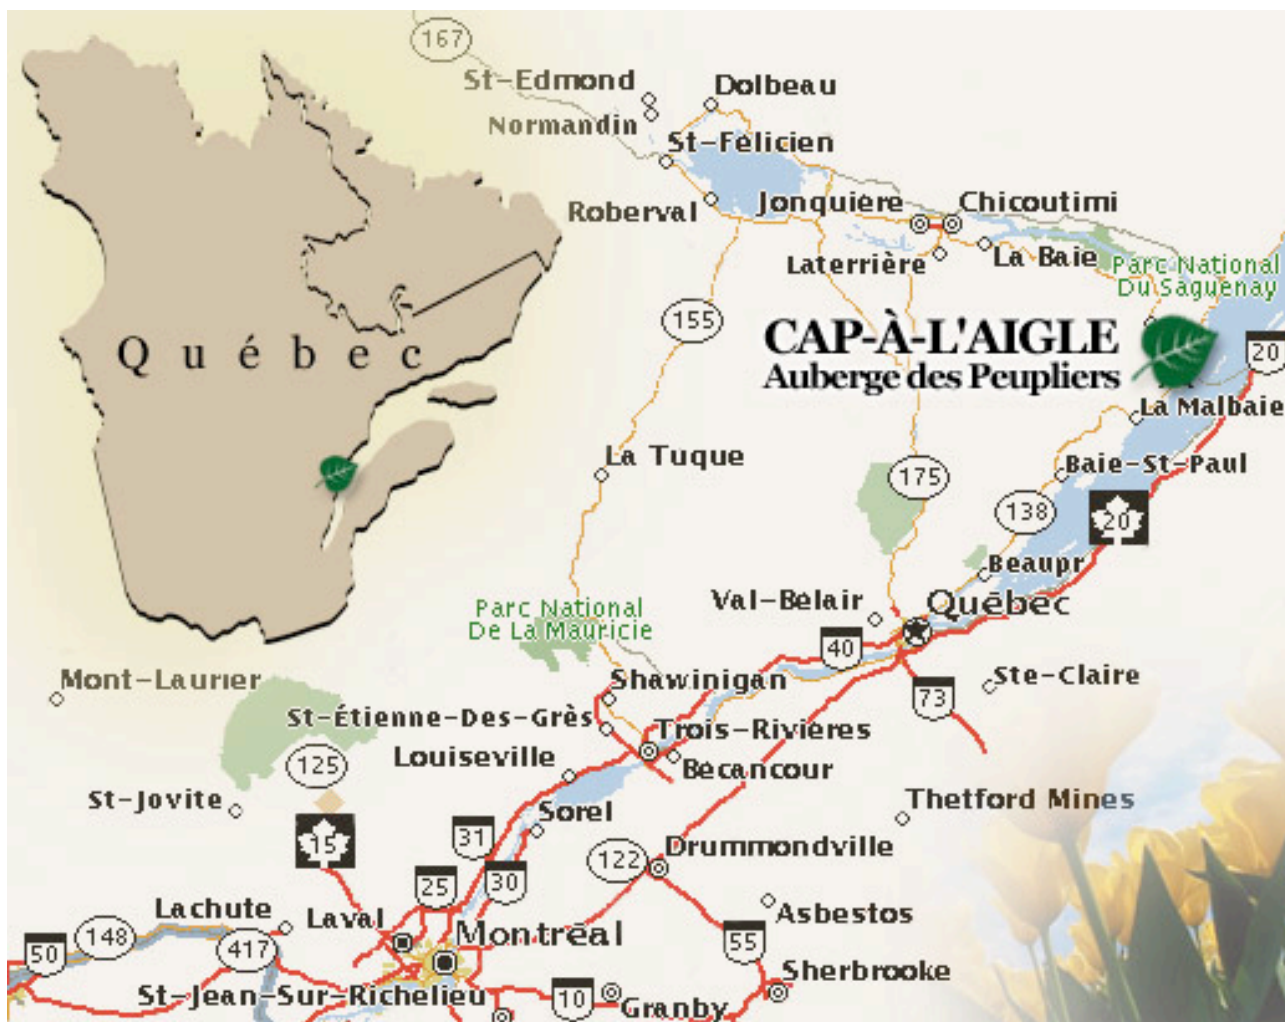 167
St-Edmond
Dolbeau
Normandin
St-Félicien
Roberval
Jonquière
Chicoutimi
Laterrière
La Baie
Parc National
Du Saguenay
155
CAP-À-L'AIGLE
Auberge des Peupliers
20
Québec
La Malbaie
La Tuque
175
Baie-St-Paul
138
20
Beaupr
Parc National
De La Mauricie
Val-Bélair
Québec
40
Mont-Laurier
Shawinigan
73
Ste-Claire
St-Étienne-Des-Grès
Trois-Rivières
125
Louiseville
Bécancour
St-Jovite
Sorel
Thetford Mines
15
31
122
Drummondville
25
30
Lachute
Laval
Asbestos
50
148
417
Montréal
55
St-Jean-Sur-Richelieu
10
Granby
Sherbrooke